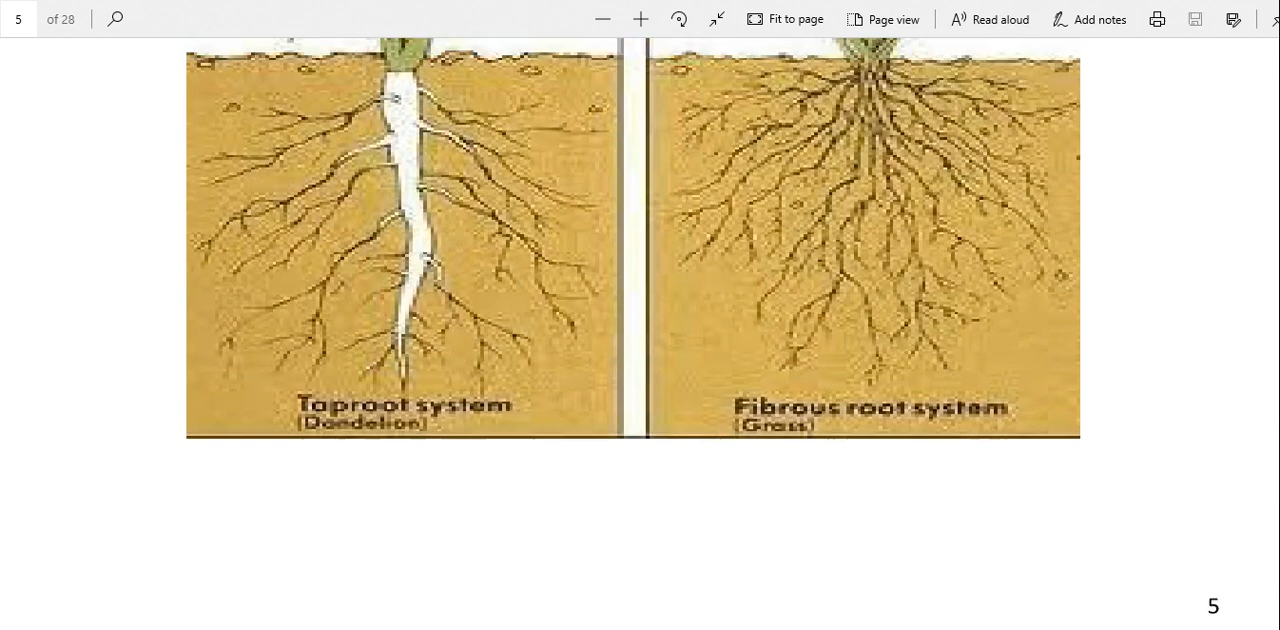 5 of 28 Fit to page Page view A Read aloud Add notes
Taproot system
(Dandelion)
Fibrous root system
(Grass)
5